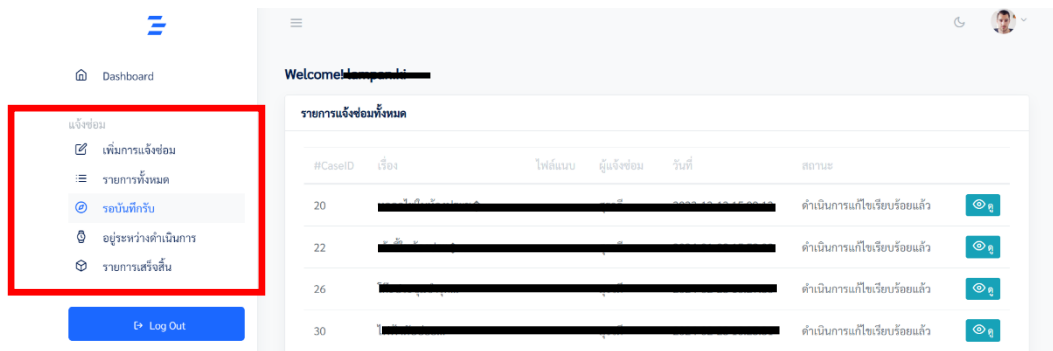 Dashboard
แจ้งซ่อม
เพิ่มการแจ้งซ่อม
รายการทั้งหมด
รอบันทึกรับ
อยู่ระหว่างดำเนินการ
รายการเสร็จสิ้น
Log Out
Welcome!
รายการแจ้งซ่อมทั้งหมด
#CaseID เรื่อง ไฟล์แนบ ผู้แจ้งซ่อม วันที่ สถานะ
20 ดำเนินการแก้ไขเรียบร้อยแล้ว ดู
22 ดำเนินการแก้ไขเรียบร้อยแล้ว ดู
26 ดำเนินการแก้ไขเรียบร้อยแล้ว ดู
30 ดำเนินการแก้ไขเรียบร้อยแล้ว ดู